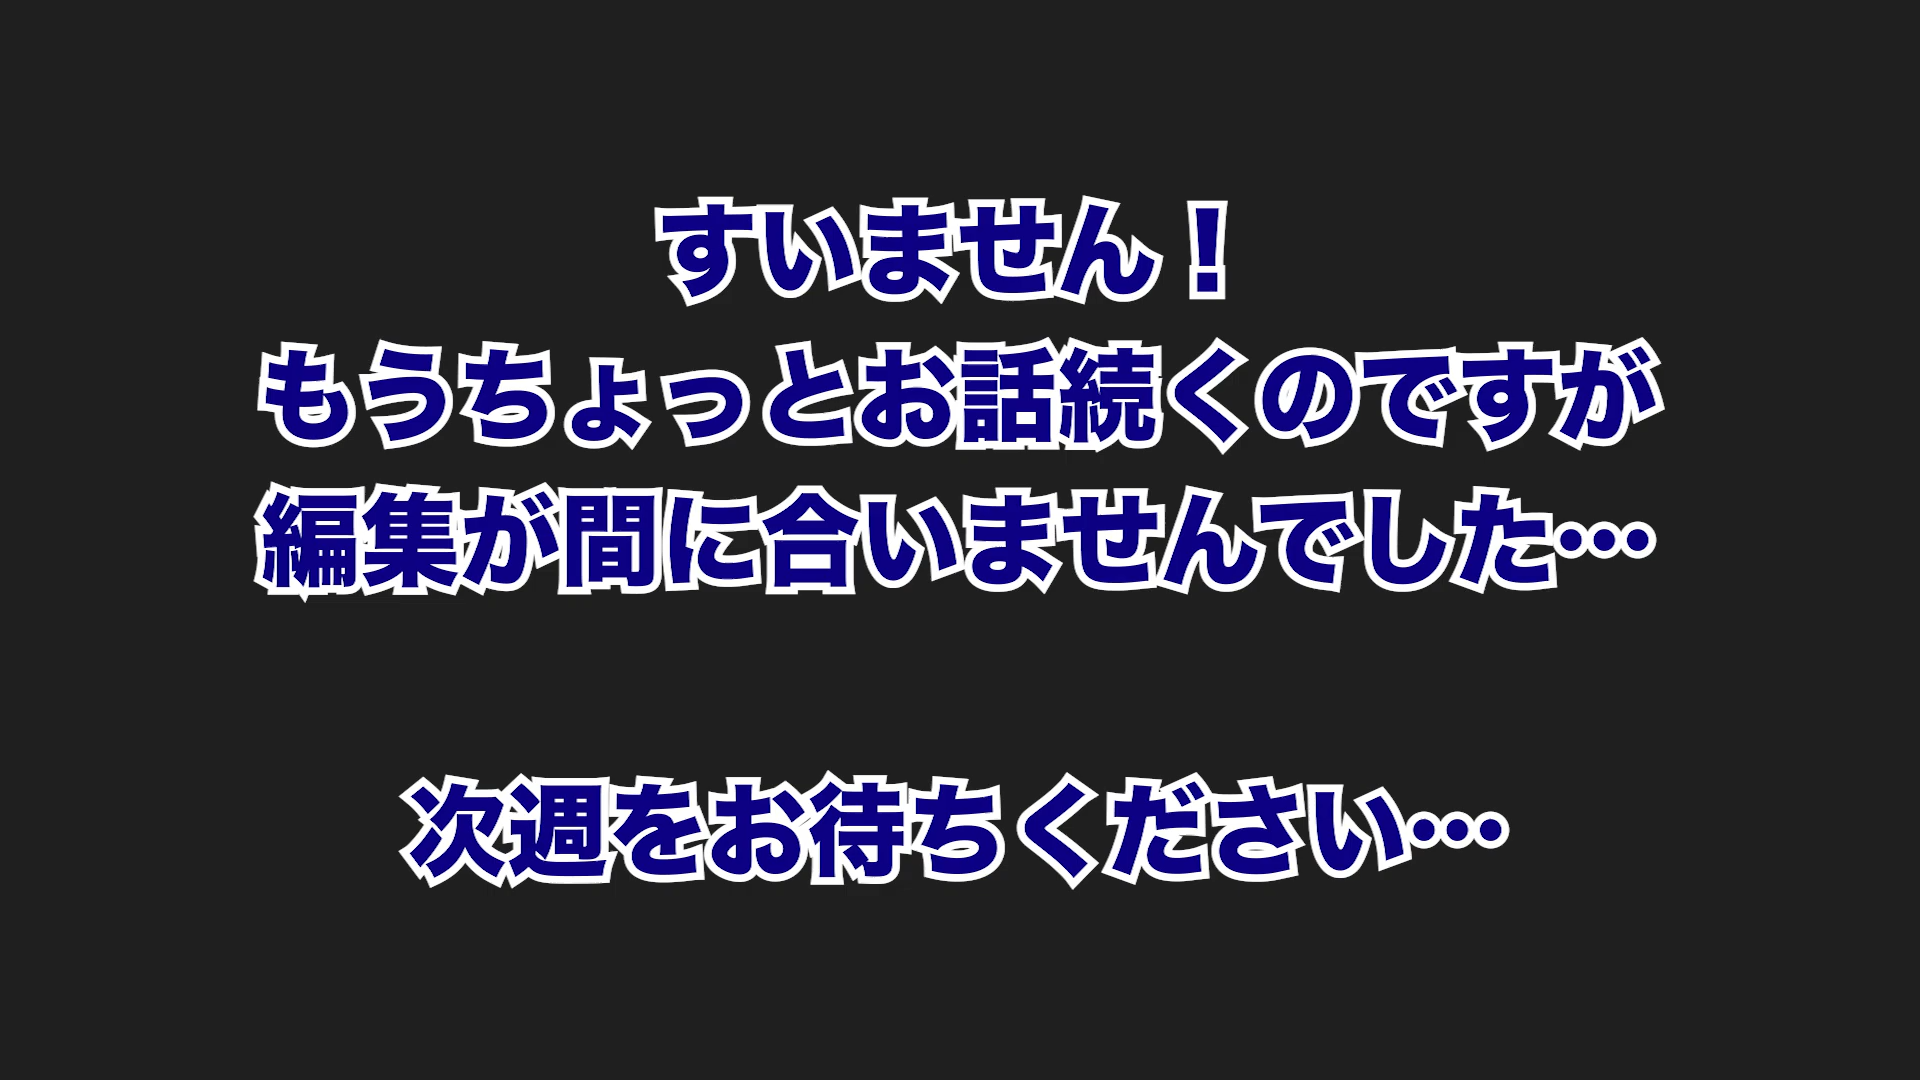 すいません！
もうちょっとお話続くのですが
編集が間に合いませんでした…
次週をお待ちください…